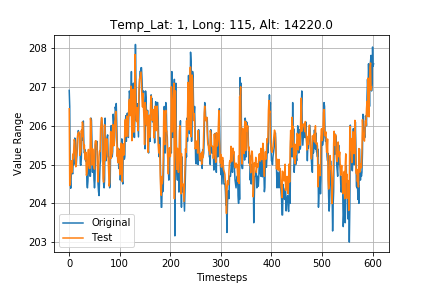 Temp_Lat: 1, Long: 115, Alt: 14220.0
Value Range
208
207
206
205
204
203
Original
Test
0 100 200 300 400 500 600
Timesteps